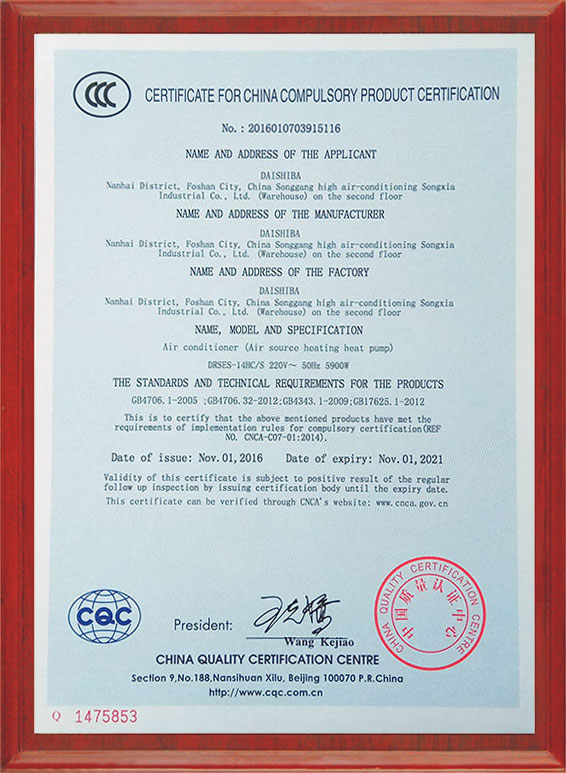 CCC
CERTIFICATE FOR CHINA COMPULSORY PRODUCT CERTIFICATION
No.: 2016010703915116
NAME AND ADDRESS OF THE APPLICANT
DAISHIBA
Nanhai District, Foshan City, China Songgang high air-conditioning Songxia
Industrial Co., Ltd. (Warehouse) on the second floor
NAME AND ADDRESS OF THE MANUFACTURER
DAISHIBA
Nanhai District, Foshan City, China Songgang high air-conditioning Songxia
Industrial Co., Ltd. (Warehouse) on the second floor
NAME AND ADDRESS OF THE FACTORY
DAISHIBA
Nanhai District, Foshan City, China Songgang high air-conditioning Songxia
Industrial Co., Ltd. (Warehouse) on the second floor
NAME, MODEL AND SPECIFICATION
Air conditioner (Air source heating heat pump)
DRSES-14HC/S 220V～ 50Hz 5900W
THE STANDARDS AND TECHNICAL REQUIREMENTS FOR THE PRODUCTS
GB4706.1-2005 ;GB4706.32-2012;GB4343.1-2009;GB17625.1-2012
This is to certify that the above mentioned products have met the
requirements of implementation rules for compulsory certification(REF
NO. CNCA-C07-01:2014).
Date of issue: Nov.01,2016 Date of expiry: Nov.01,2021
Validity of this certificate is subject to positive result of the regular
follow up inspection by issuing certification body until the expiry date.
This certificate can be verified through CNCA's website: www.cnca.gov.cn
CQC
President:
王克娇
Wang Kejiao
CHINA QUALITY CERTIFICATION CENTRE
中国质量认证中心
CHINA QUALITY CERTIFICATION CENTRE
Section 9,No.188,Nansihuan Xilu, Beijing 100070 P.R.China
http://www.cqc.com.cn
Q 1475853